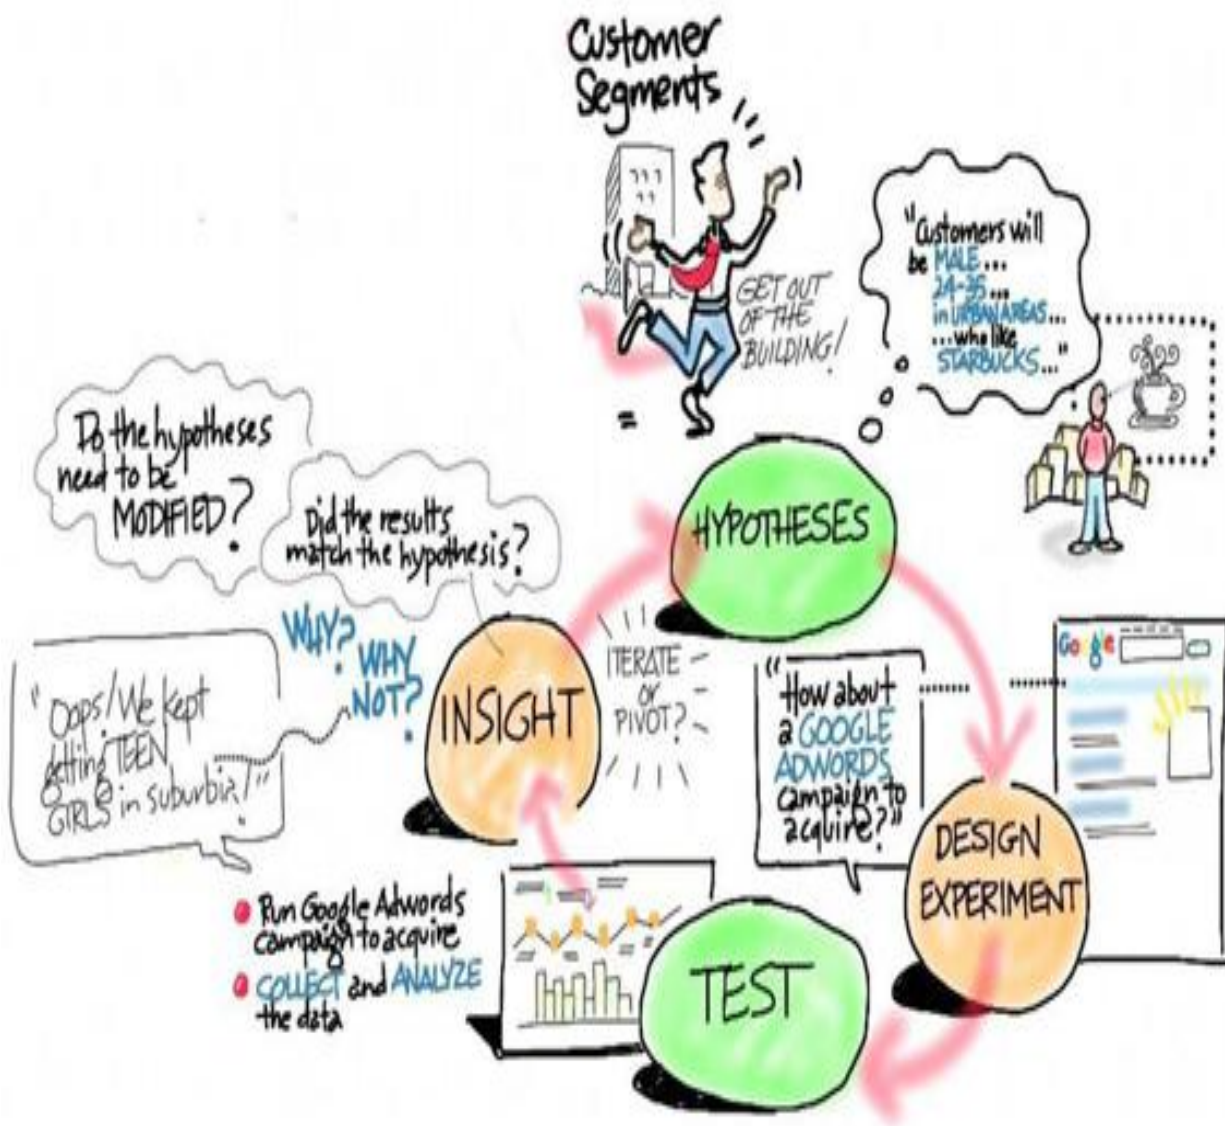 Customer
Segments
GET OUT
OF THE
BUILDING!
"Customers will
be MALE...
24-35...
in URBAN AREAS...
...who like
STARBUCKS..."
=
HYPOTHESES
Do the hypotheses
need to be
MODIFIED?
Did the results
match the hypothesis?
WHY?
WHY
NOT?
INSIGHT
ITERATE
or
PIVOT?
"Oops! We kept
getting TEEN
GIRLS in suburbia!"
"How about
a GOOGLE
ADWORDS
campaign to
acquire?"
Google
DESIGN
EXPERIMENT
Run Google Adwords
campaign to acquire
COLLECT and ANALYZE
the data
TEST